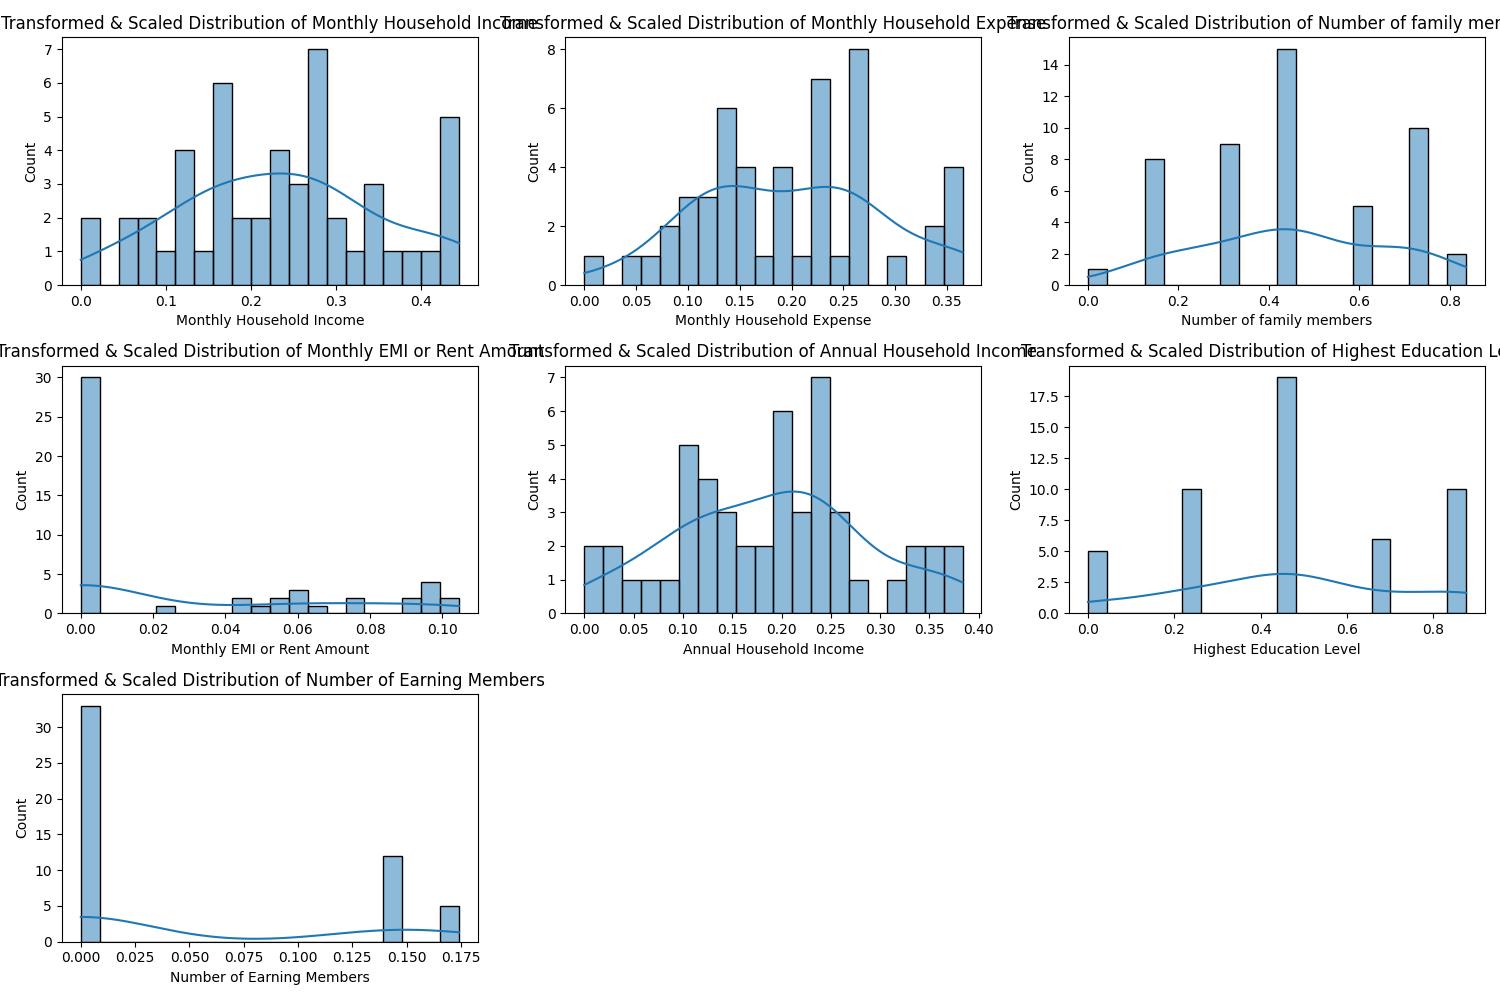 Transformed & Scaled Distribution of Monthly Household Income
7
6
5
4
3
2
1
0
Count
0.0 0.1 0.2 0.3 0.4
Monthly Household Income
Transformed & Scaled Distribution of Monthly Household Expense
8
6
4
2
0
Count
0.00 0.05 0.10 0.15 0.20 0.25 0.30 0.35
Monthly Household Expense
Transformed & Scaled Distribution of Number of family mem
14
12
10
8
6
4
2
0
Count
0.0 0.2 0.4 0.6 0.8
Number of family members
Transformed & Scaled Distribution of Monthly EMI or Rent Amount
30
25
20
15
10
5
0
Count
0.00 0.02 0.04 0.06 0.08 0.10
Monthly EMI or Rent Amount
Transformed & Scaled Distribution of Annual Household Income
7
6
5
4
3
2
1
0
Count
0.00 0.05 0.10 0.15 0.20 0.25 0.30 0.35 0.40
Annual Household Income
Transformed & Scaled Distribution of Highest Education Le
17.5
15.0
12.5
10.0
7.5
5.0
2.5
0.0
Count
0.0 0.2 0.4 0.6 0.8
Highest Education Level
Transformed & Scaled Distribution of Number of Earning Members
30
25
20
15
10
5
0
Count
0.000 0.025 0.050 0.075 0.100 0.125 0.150 0.175
Number of Earning Members